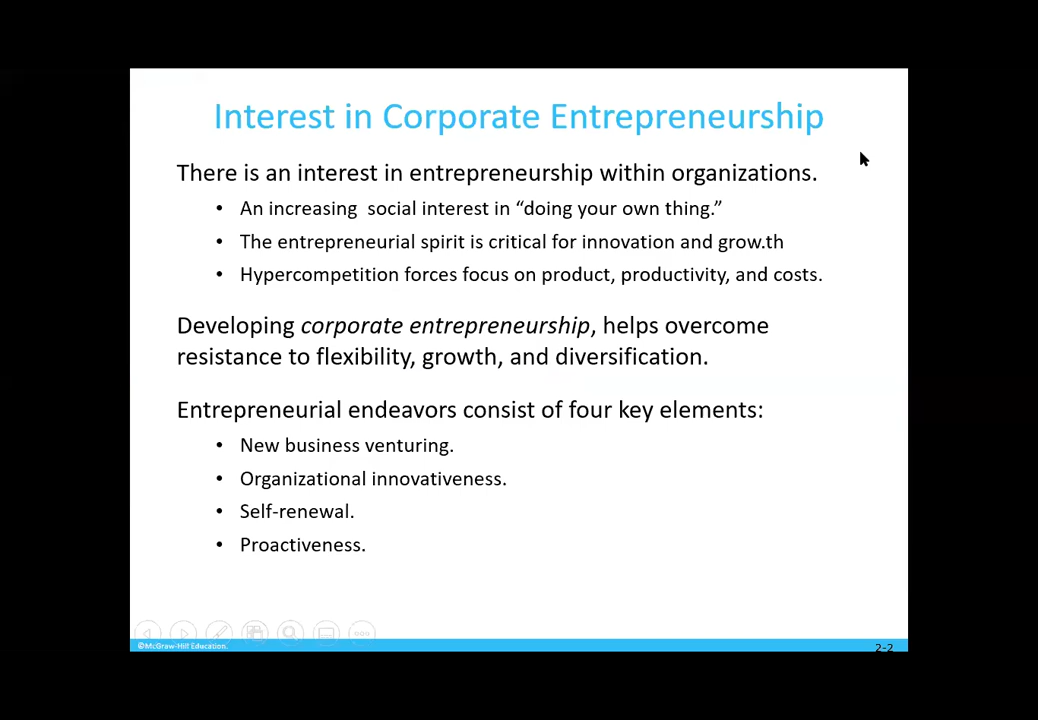 Interest in Corporate Entrepreneurship
There is an interest in entrepreneurship within organizations.
• An increasing  social interest in “doing your own thing.”
• The entrepreneurial spirit is critical for innovation and grow.th
• Hypercompetition forces focus on product, productivity, and costs.
Developing corporate entrepreneurship, helps overcome
resistance to flexibility, growth, and diversification.
Entrepreneurial endeavors consist of four key elements:
• New business venturing.
• Organizational innovativeness.
• Self-renewal.
• Proactiveness.
©McGraw-Hill Education.
2-2